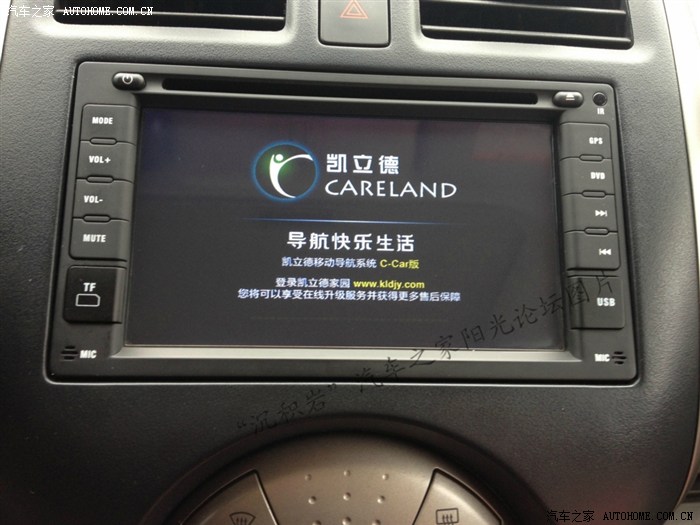 汽车之家 AUTOHOME.COM.CN
MODE
VOL+
VOL-
MUTE
TF
MIC
凯立德
CARELAND
导航快乐生活
凯立德移动导航系统 C-Car版
登录凯立德家园 www.kldjy.com
您将可以享受在线升级服务并获得更多售后保障
IR
GPS
DVD
USB
MIC
"沉积岩" 汽车之家阳光论坛图片
汽车之家 AUTOHOME.COM.CN